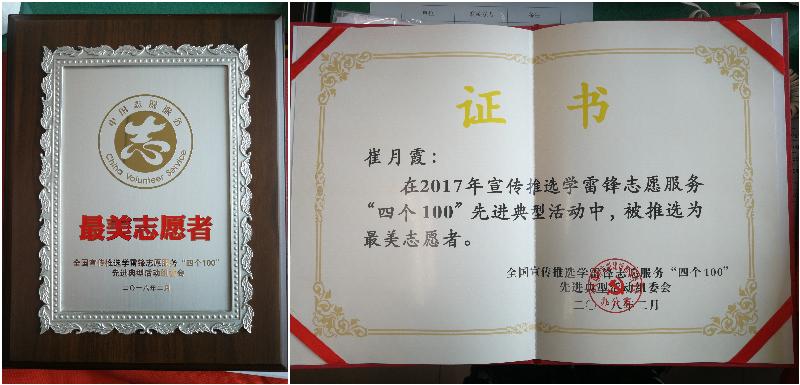 中国志愿服务
志
China Volunteer Service
最美志愿者
全国宣传推选学雷锋志愿服务“四个100”
先进典型活动组委会
二〇一八年二月
证书
崔月霞：
在2017年宣传推选学雷锋志愿服务
“四个100”先进典型活动中，被推选为
最美志愿者。
全国宣传推选学雷锋志愿服务“四个100”
先进典型活动组委会
二〇一八年二月